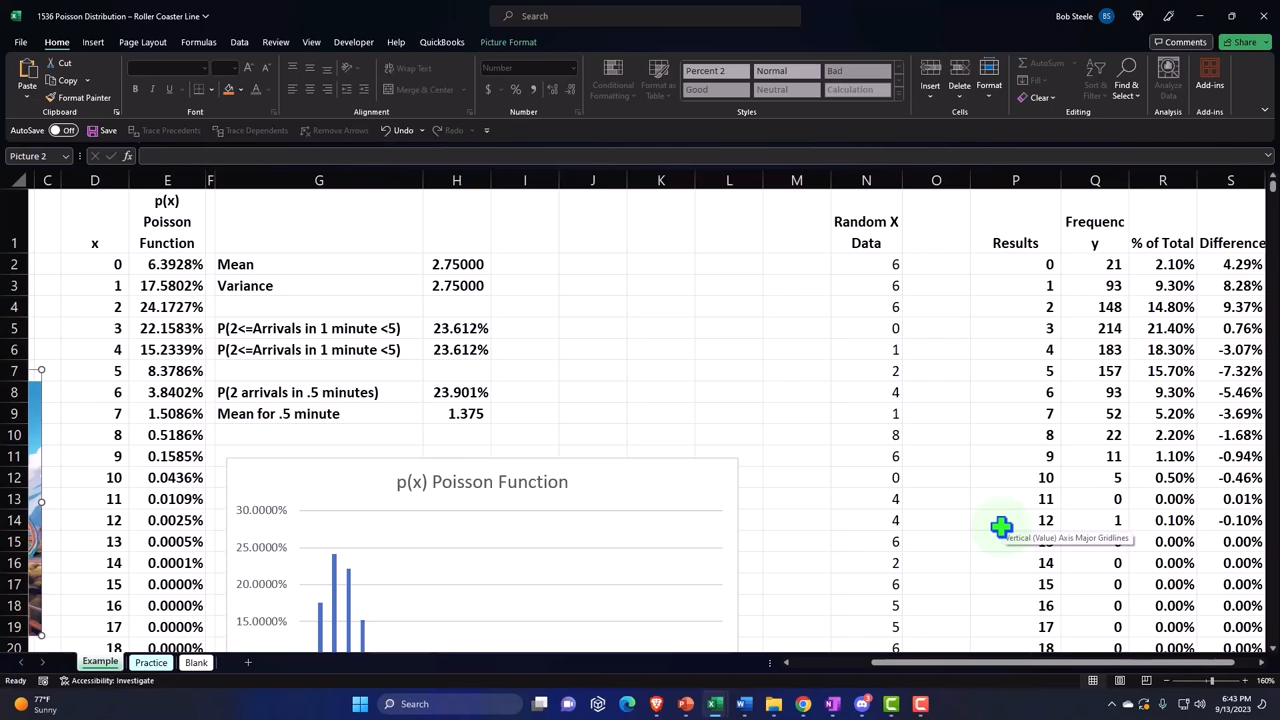 1536 Poisson Distribution – Roller Coaster Line
Search
Bob Steele BS
File Home Insert Page Layout Formulas Data Review View Developer Help QuickBooks Picture Format Comments Share
Cut
Copy
Format Painter
Paste
Clipboard
B I U
Font
Wrap Text
Merge & Center
Alignment
Number
$ %
Number
Conditional Formatting
Format as Table
Percent 2 Normal Bad
Good Neutral Calculation
Styles
Insert Delete Format
Cells
AutoSum
Fill
Clear
Sort & Filter
Find & Select
Editing
Analyze Data
Analysis
Add-ins
Add-ins
AutoSave Off Save Trace Precedents Trace Dependents Remove Arrows Undo Redo
Picture 2 fx
C D E F G H I J K L M N O P Q R S
p(x)
Poisson Random X Frequenc
1 x Function Data Results y % of Total Difference
2 0 6.3928% Mean 2.75000 6 0 21 2.10% 4.29%
3 1 17.5802% Variance 2.75000 6 1 93 9.30% 8.28%
4 2 24.1727% 6 2 148 14.80% 9.37%
5 3 22.1583% P(2<=Arrivals in 1 minute <5) 23.612% 0 3 214 21.40% 0.76%
6 4 15.2339% P(2<=Arrivals in 1 minute <5) 23.612% 1 4 183 18.30% -3.07%
7 5 8.3786% 2 5 157 15.70% -7.32%
8 6 3.8402% P(2 arrivals in .5 minutes) 23.901% 4 6 93 9.30% -5.46%
9 7 1.5086% Mean for .5 minute 1.375 1 7 52 5.20% -3.69%
10 8 0.5186% 8 8 22 2.20% -1.68%
11 9 0.1585% 6 9 11 1.10% -0.94%
12 10 0.0436% p(x) Poisson Function 0 10 5 0.50% -0.46%
13 11 0.0109% 30.0000% 4 11 0 0.00% 0.01%
14 12 0.0025% 4 12 1 0.10% -0.10%
Vertical (Value) Axis Major Gridlines
15 13 0.0005% 25.0000% 6 0 0.00% 0.00%
16 14 0.0001% 20.0000% 2 14 0 0.00% 0.00%
17 15 0.0000% 6 15 0 0.00% 0.00%
18 16 0.0000% 15.0000% 5 16 0 0.00% 0.00%
19 17 0.0000% 5 17 0 0.00% 0.00%
20 18 0.0000% 6 18 0 0.00% 0.00%
Example Practice Blank
Ready Accessibility: Investigate 160%
77°F
Cloudy
Search
6:43 PM
9/13/2023